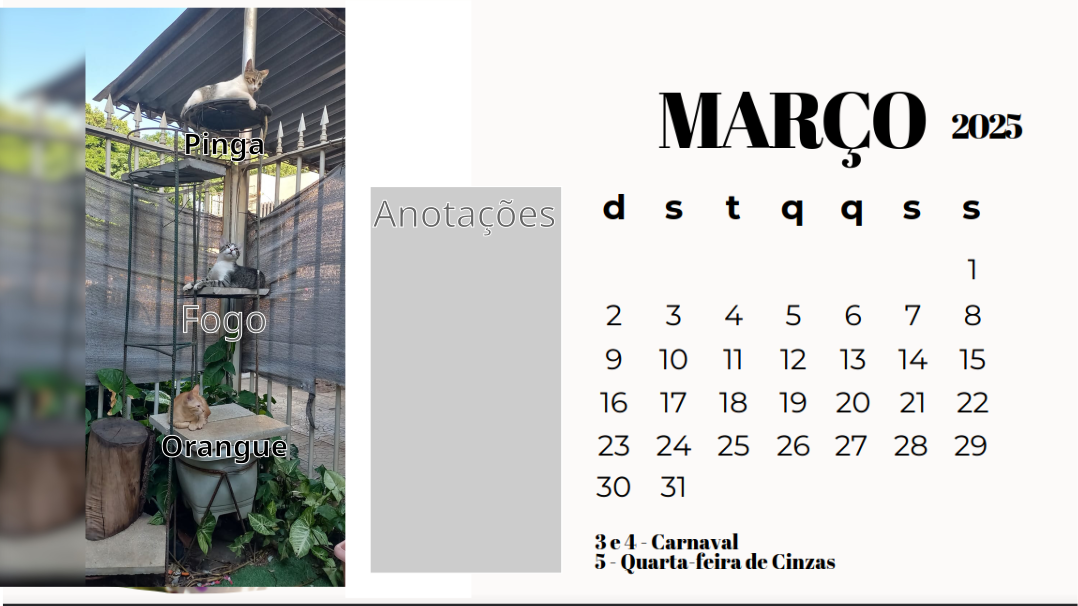 Pinga
Fogo
Orangue
Anotações
MARÇO 2025
d s t q q s s
1
2 3 4 5 6 7 8
9 10 11 12 13 14 15
16 17 18 19 20 21 22
23 24 25 26 27 28 29
30 31
3 e 4 - Carnaval
5 - Quarta-feira de Cinzas